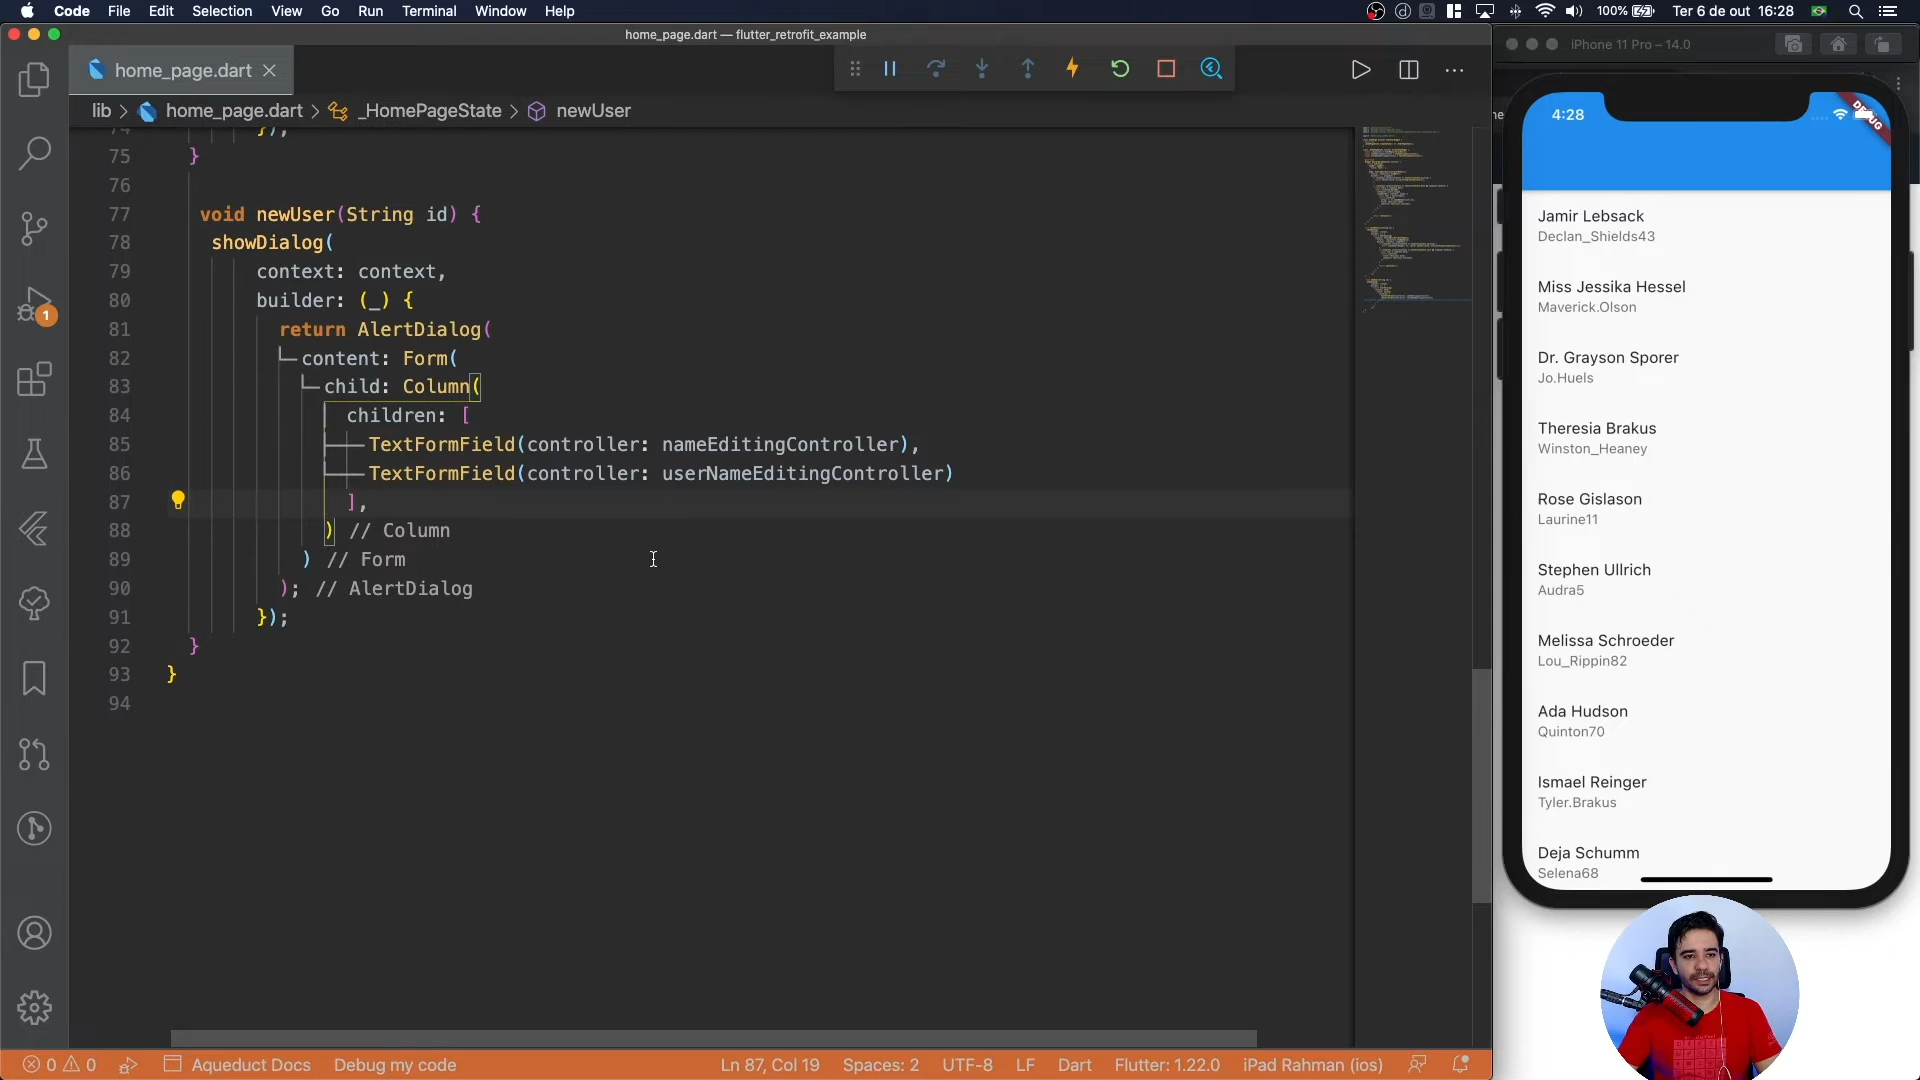 Code File Edit Selection View Go Run Terminal Window Help
100% Ter 6 de out 16:28
home_page.dart — flutter_retrofit_example
iPhone 11 Pro – 14.0
home_page.dart
lib > home_page.dart > _HomePageState > newUser
75 }
76
77 void newUser(String id) {
78 showDialog(
79 context: context,
80 builder: (_) {
81 return AlertDialog(
82 content: Form(
83 child: Column(
84 children: [
85 TextFormField(controller: nameEditingController),
86 TextFormField(controller: userNameEditingController)
87 ],
88 ) // Column
89 ) // Form
90 ); // AlertDialog
91 });
92 }
93 }
94
1
4:28
DEBUG
Jamir Lebsack
Declan_Shields43
Miss Jessika Hessel
Maverick.Olson
Dr. Grayson Sporer
Jo.Huels
Theresia Brakus
Winston_Heaney
Rose Gislason
Laurine11
Stephen Ullrich
Audra5
Melissa Schroeder
Lou_Rippin82
Ada Hudson
Quinton70
Ismael Reinger
Tyler.Brakus
Deja Schumm
Selena68
0 0 Aqueduct Docs Debug my code Ln 87, Col 19 Spaces: 2 UTF-8 LF Dart Flutter: 1.22.0 iPad Rahman (ios)